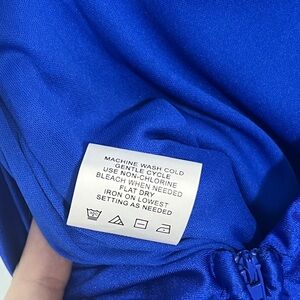 MACHINE WASH COLD
GENTLE CYCLE
USE NON-CHLORINE
BLEACH WHEN NEEDED
FLAT DRY
IRON ON LOWEST
SETTING AS NEEDED